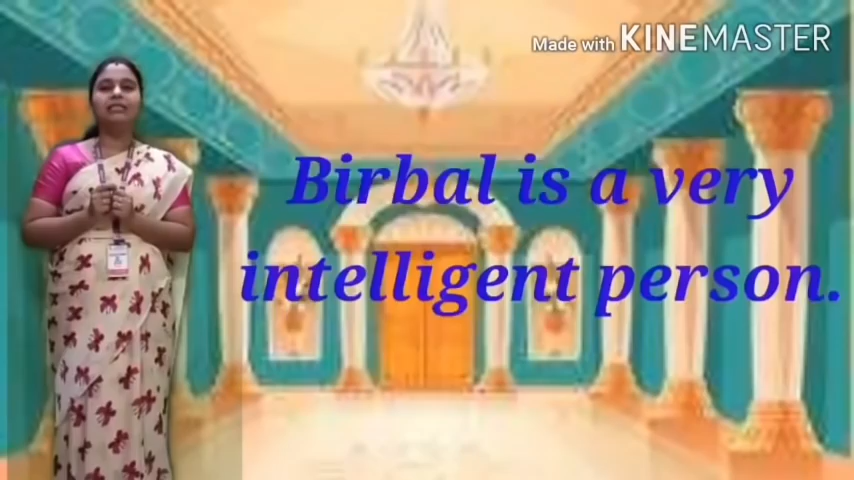 Made with KINEMASTER
Birbal is a very
intelligent person.